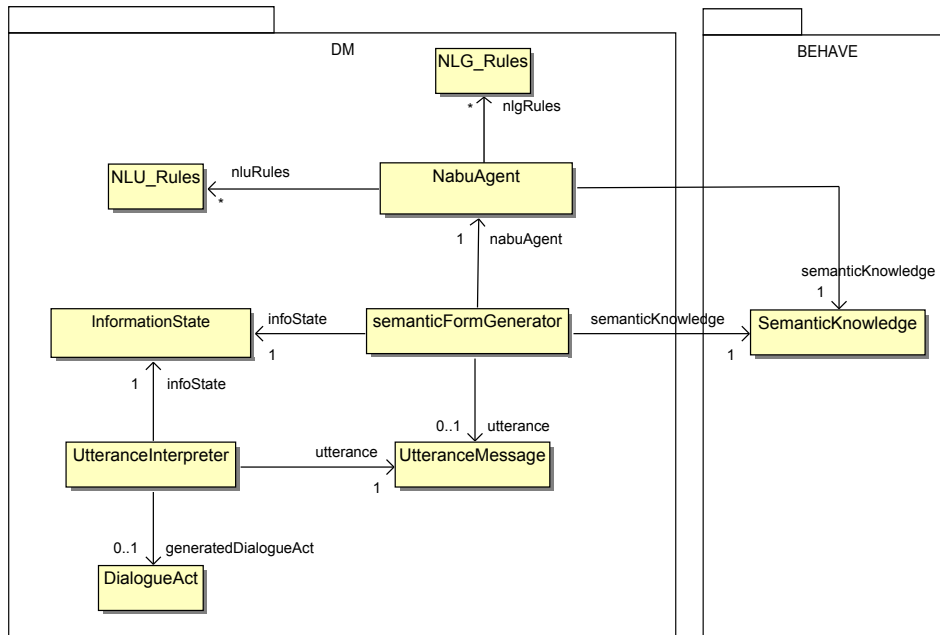 DM
BEHAVE
NLG_Rules
* nlgRules
NLU_Rules
nluRules
*
NabuAgent
1 nabuAgent
semanticKnowledge
1
InformationState
infoState
1
semanticFormGenerator
semanticKnowledge
1
SemanticKnowledge
1 infoState
0..1 utterance
UtteranceInterpreter
utterance
1
UtteranceMessage
0..1 generatedDialogueAct
DialogueAct